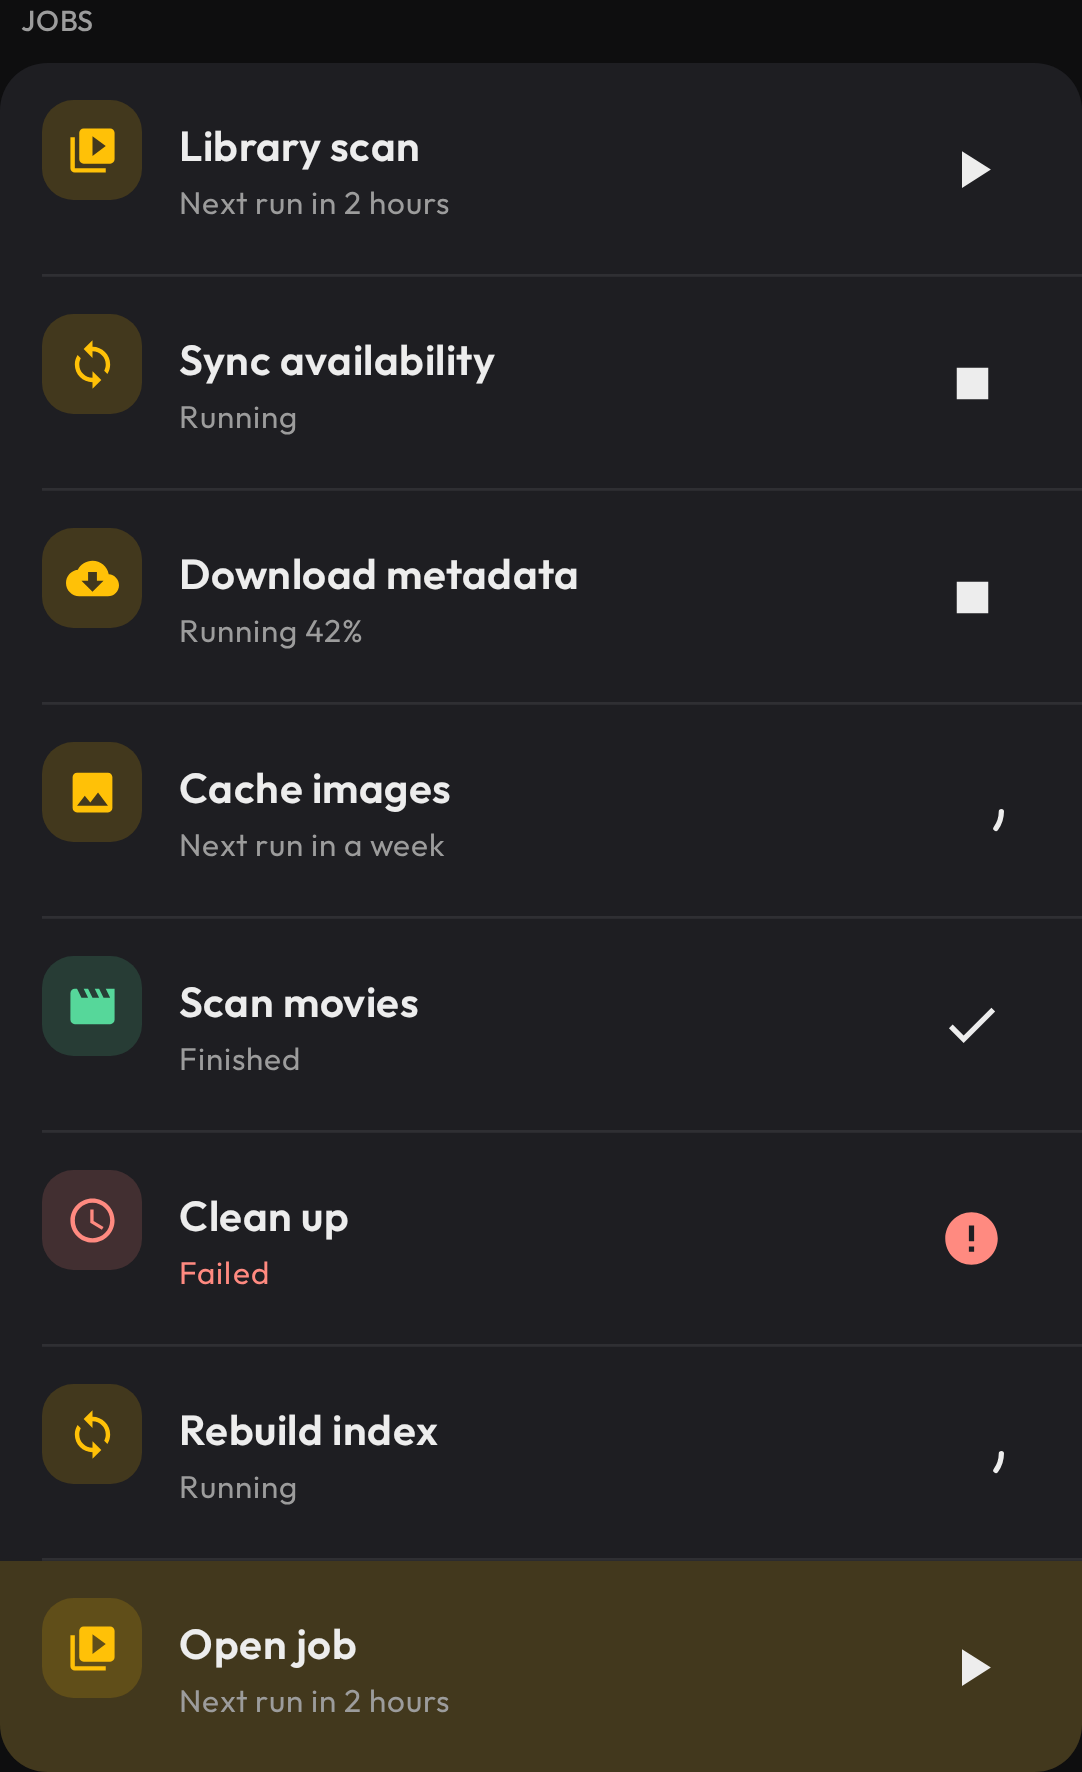 JOBS
Library scan
Next run in 2 hours
Sync availability
Running
Download metadata
Running 42%
Cache images
Next run in a week
Scan movies
Finished
Clean up
Failed
Rebuild index
Running
Open job
Next run in 2 hours